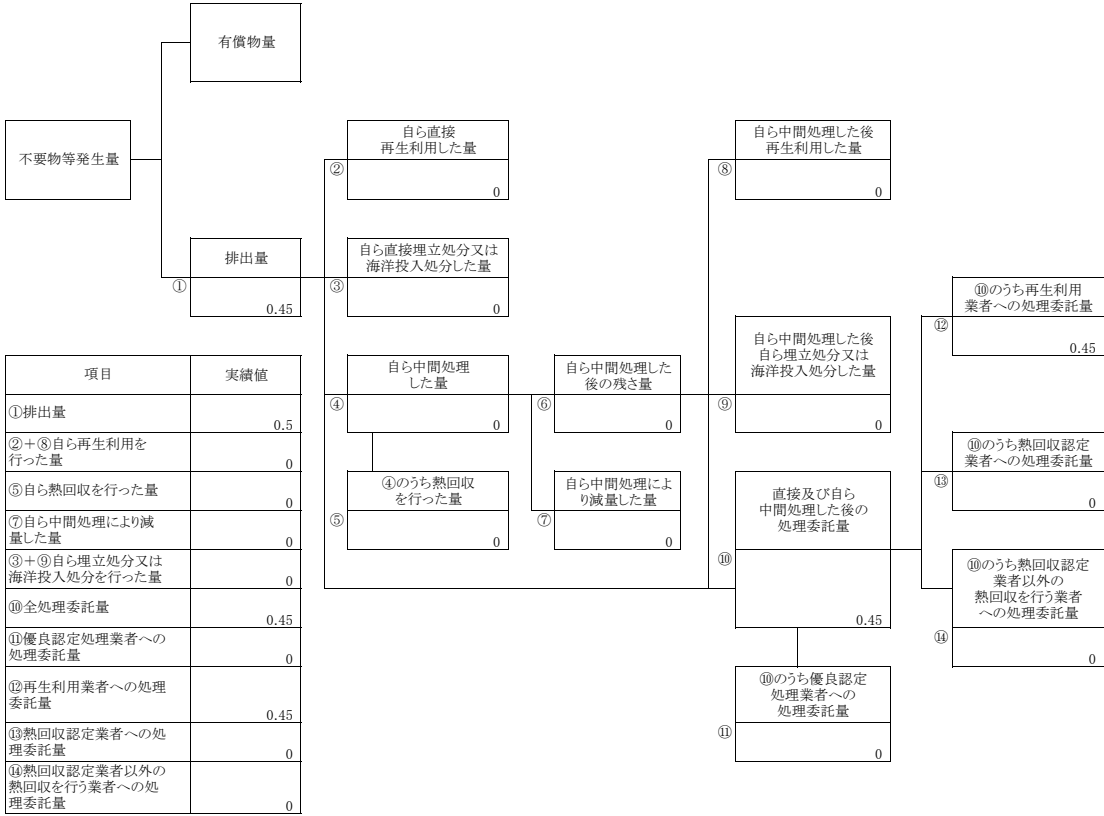 有償物量
不要物等発生量
排出量
①
0.45
自ら直接
再生利用した量
②
0
自ら直接埋立処分又は
海洋投入処分した量
③
0
自ら中間処理
した量
④
0
④のうち熱回収
を行った量
⑤
0
自ら中間処理した
後の残さ量
⑥
0
自ら中間処理によ
り減量した量
⑦
0
自ら中間処理した後
再生利用した量
⑧
0
自ら中間処理した後
自ら埋立処分又は
海洋投入処分した量
⑨
0
直接及び自ら
中間処理した後の
処理委託量
⑩
0.45
⑩のうち優良認定
処理業者への
処理委託量
⑪
0
⑩のうち再生利用
業者への処理委託量
⑫
0.45
⑩のうち熱回収認定
業者への処理委託量
⑬
0
⑩のうち熱回収認定
業者以外の
熱回収を行う業者
への処理委託量
⑭
0
項目 実績値
①排出量 0.5
②＋⑧自ら再生利用を
行った量 0
⑤自ら熱回収を行った量 0
⑦自ら中間処理により減
量した量 0
③＋⑨自ら埋立処分又は
海洋投入処分を行った量 0
⑩全処理委託量 0.45
⑪優良認定処理業者への
処理委託量 0
⑫再生利用業者への処理
委託量 0.45
⑬熱回収認定業者への処
理委託量 0
⑭熱回収認定業者以外の
熱回収を行う業者への処
理委託量 0